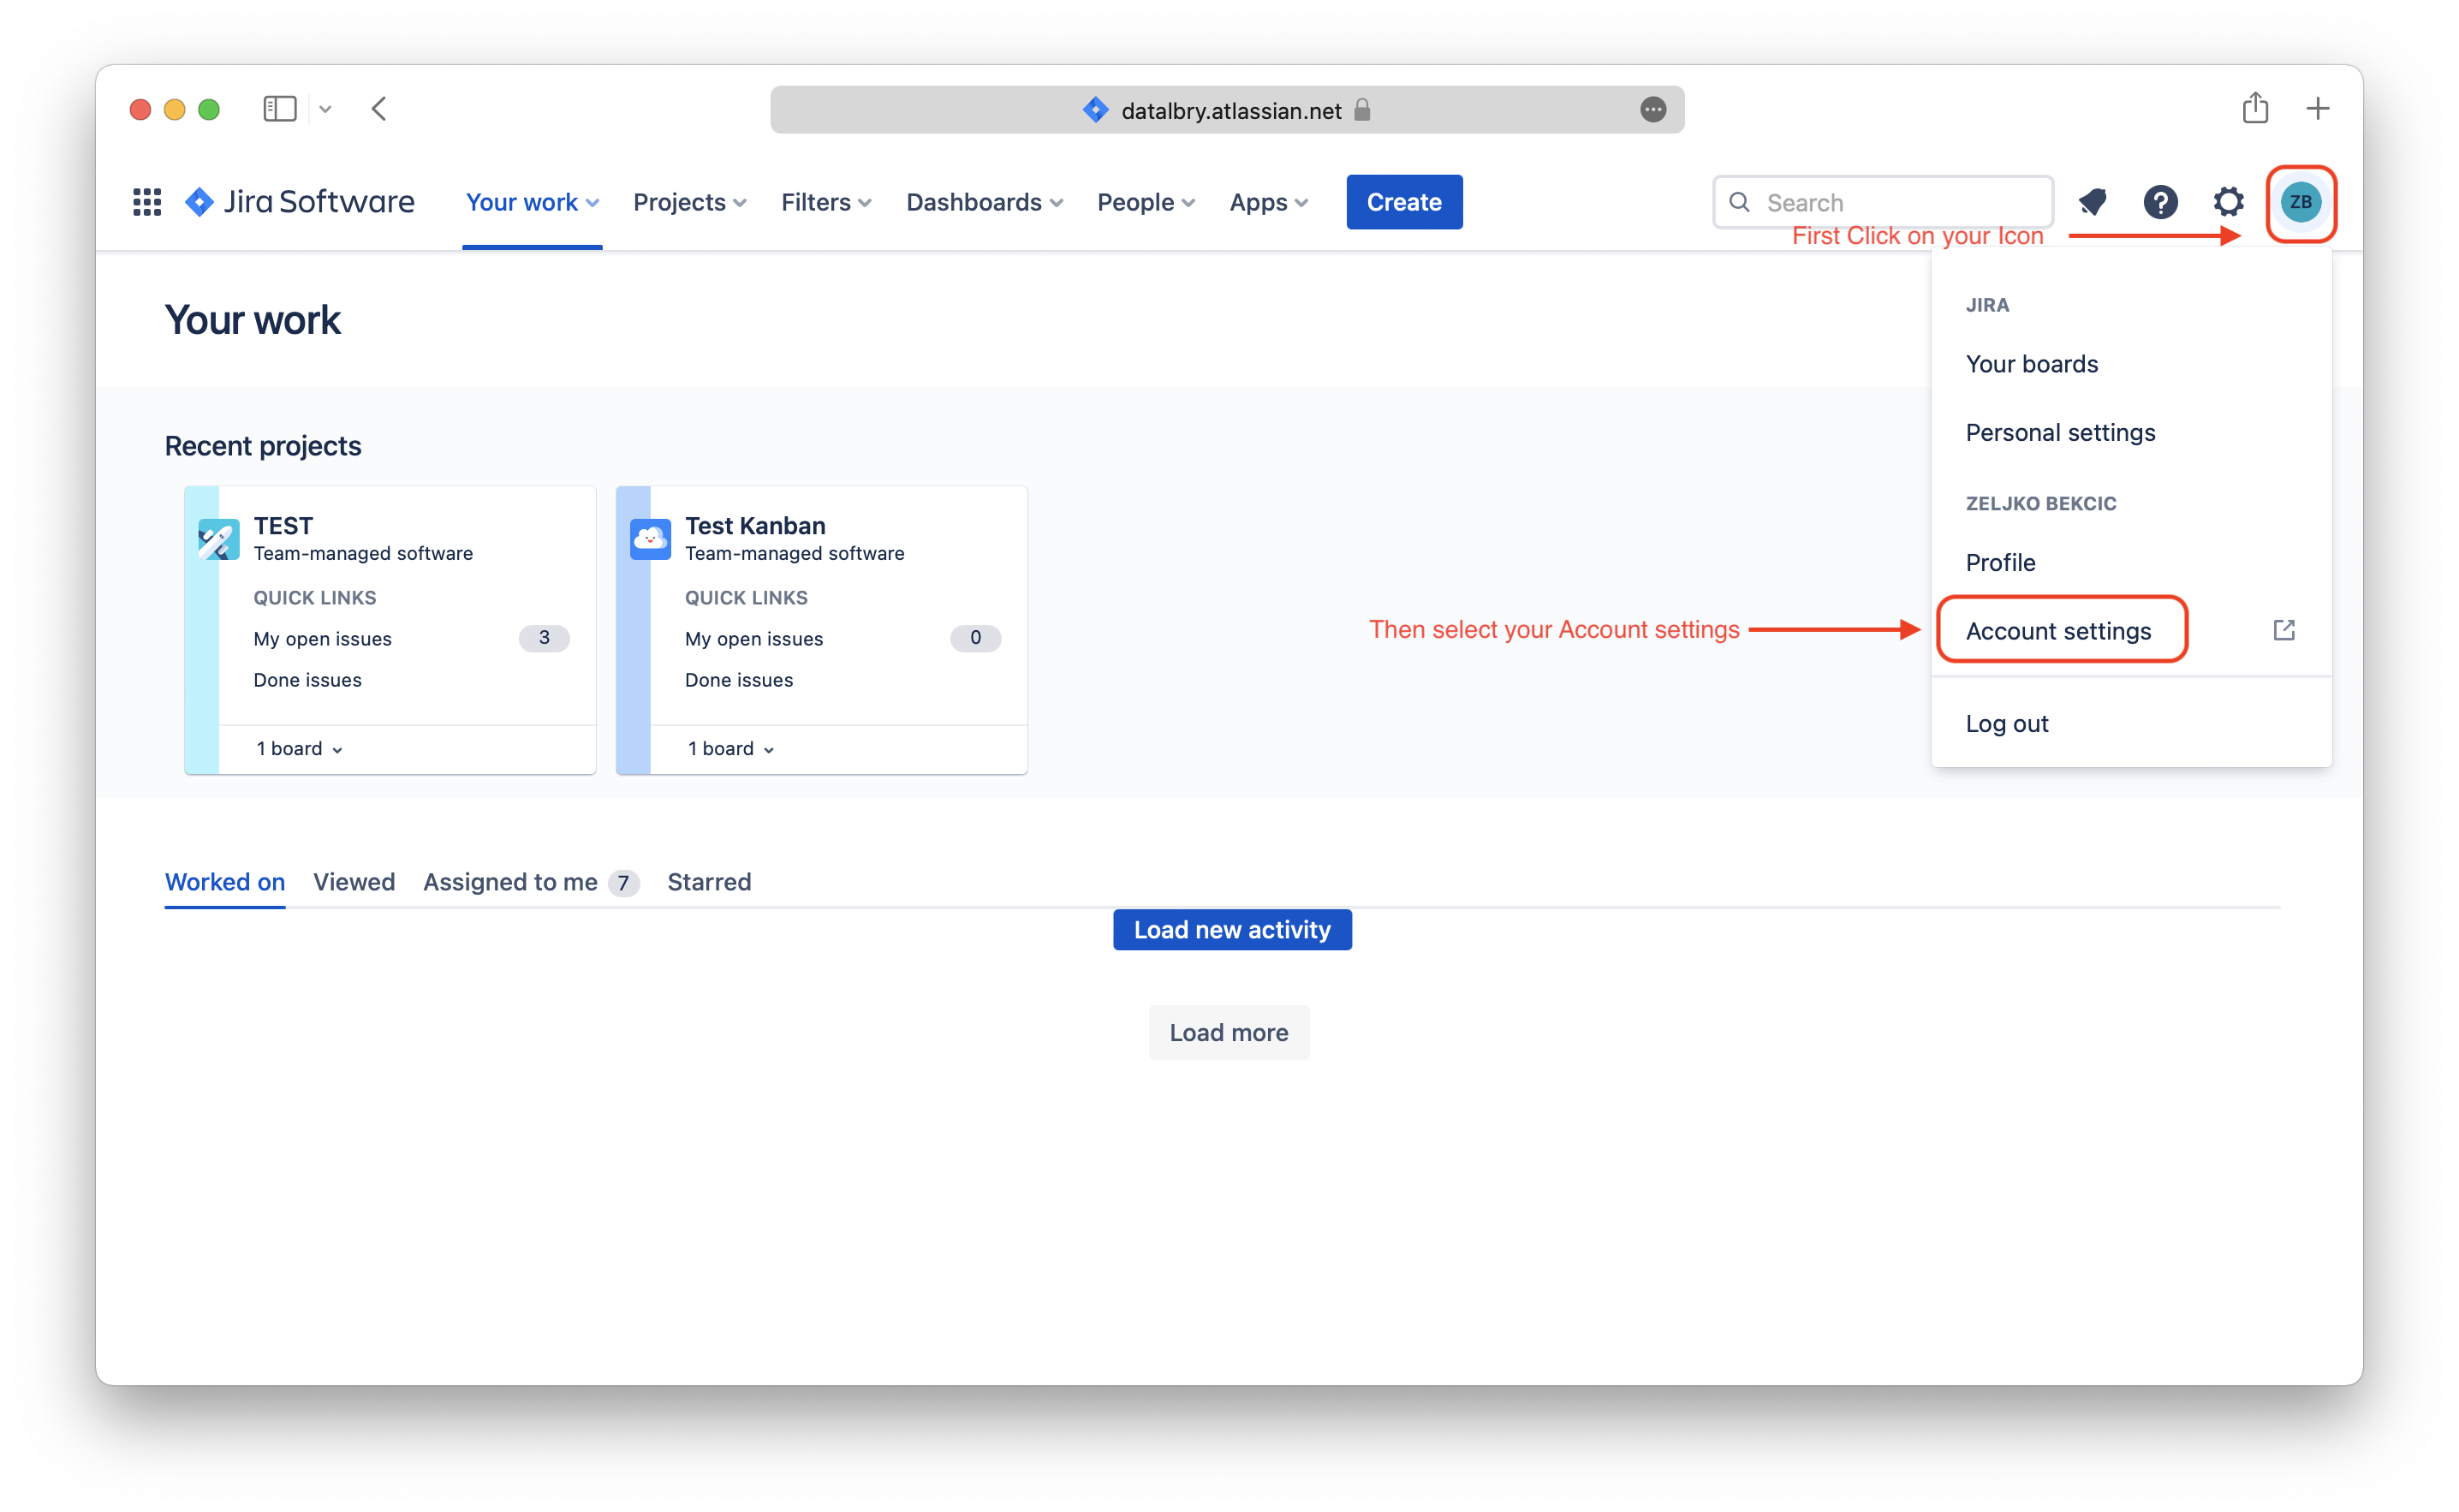 datalbry.atlassian.net
Jira Software
Your work
Projects
Filters
Dashboards
People
Apps
Create
Search
ZB
First Click on your Icon
Your work
JIRA
Your boards
Personal settings
ZELJKO BEKCIC
Profile
Account settings
Log out
Then select your Account settings
Recent projects
TEST
Team-managed software
QUICK LINKS
My open issues 3
Done issues
1 board
Test Kanban
Team-managed software
QUICK LINKS
My open issues 0
Done issues
1 board
Worked on
Viewed
Assigned to me 7
Starred
Load new activity
Load more